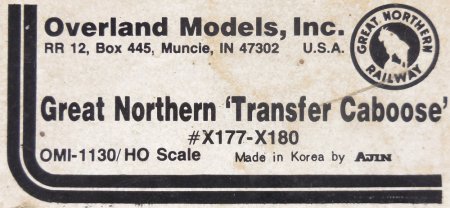 Overland Models, Inc.
RR 12, Box 445, Muncie, IN 47302 U.S.A.
GREAT NORTHERN
RAILWAY
Great Northern 'Transfer Caboose'
#X177-X180
OMI-1130/HO Scale Made in Korea by AJIN